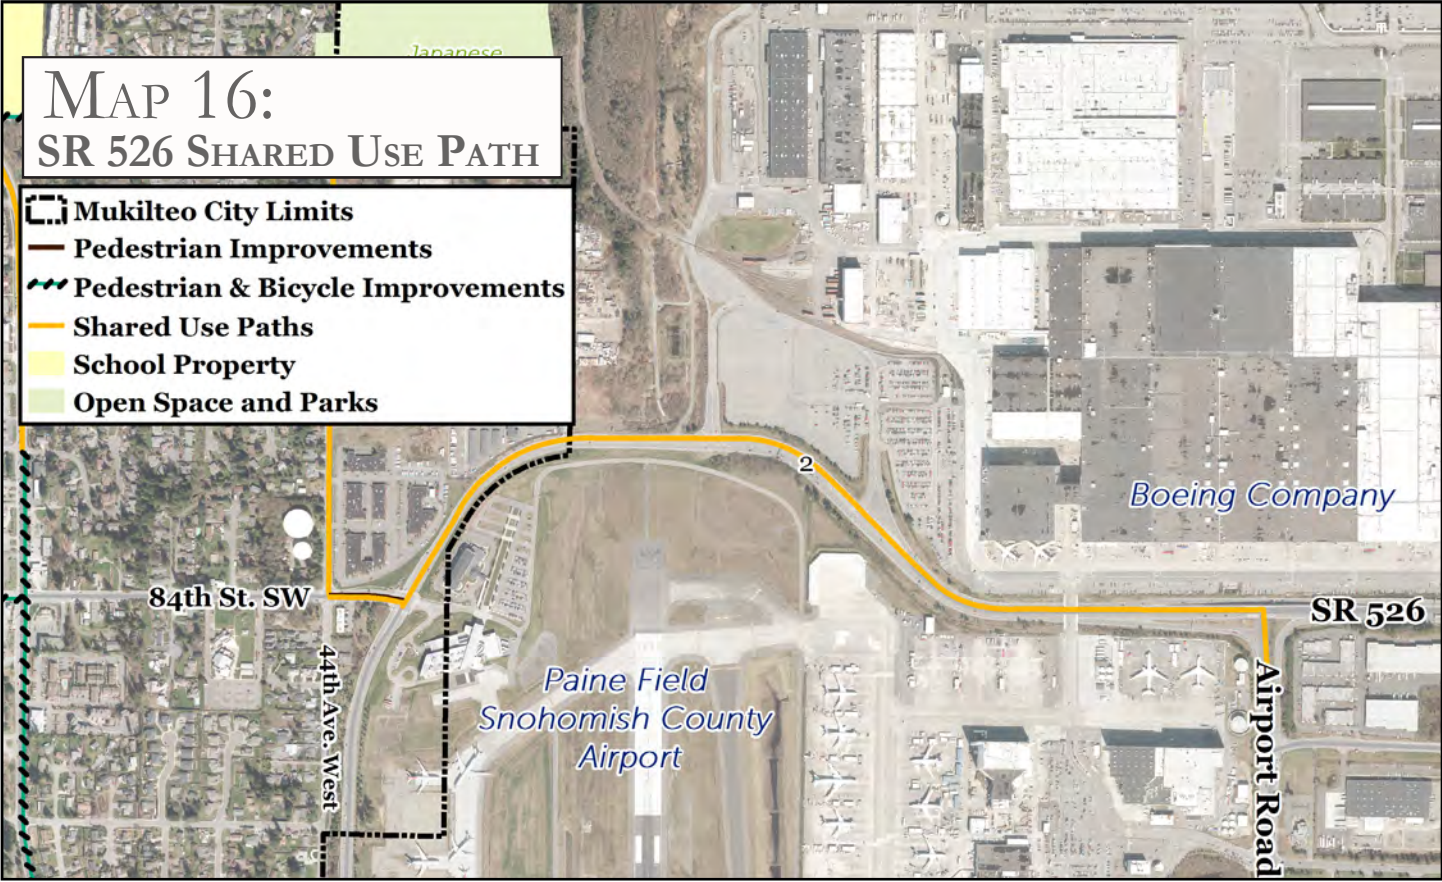 Japanese
MAP 16:
SR 526 SHARED USE PATH
Mukilteo City Limits
Pedestrian Improvements
Pedestrian & Bicycle Improvements
Shared Use Paths
School Property
Open Space and Parks
2
Boeing Company
84th St. SW
SR 526
44th Ave. West
Paine Field
Snohomish County
Airport
Airport Road